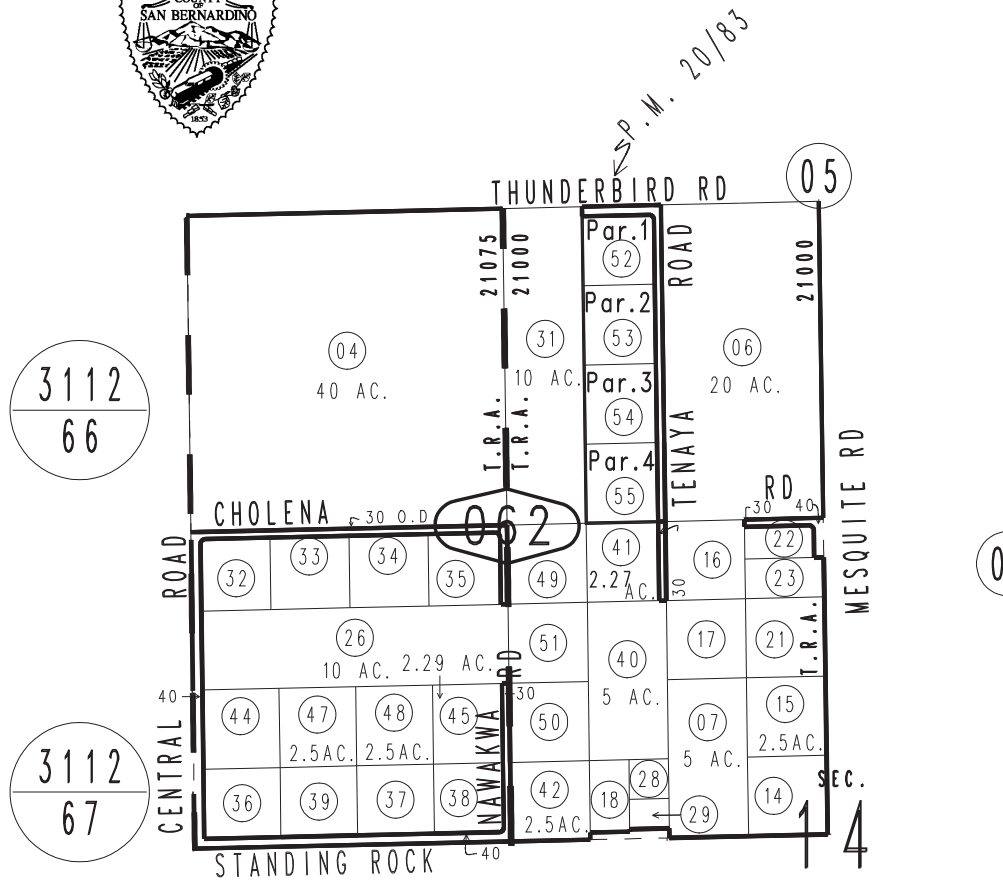 COUNTY
OF
SAN BERNARDINO
1853
P.M. 20/83
THUNDERBIRD RD
05
21075
21000
Par.1
52
ROAD
21000
Par.2
53
04
40 AC.
31
10 AC.
06
20 AC.
3112
66
Par.3
54
T.R.A.
T.R.A.
TENAYA
Par.4
55
MESQUITE RD
CHOLENA
30 O.D
062
RD
30
40
ROAD
32
33
34
35
49
41
2.27
AC.
30
16
22
23
0
26
10 AC.
2.29 AC.
RD
51
40
5 AC.
17
21
T.R.A.
40
30
44
47
2.5AC.
48
2.5AC.
45
NAWAKWA
50
07
5 AC.
15
2.5AC.
3112
67
CENTRAL
36
39
37
38
42
2.5AC.
18
28
29
14
SEC.
14
STANDING ROCK
40